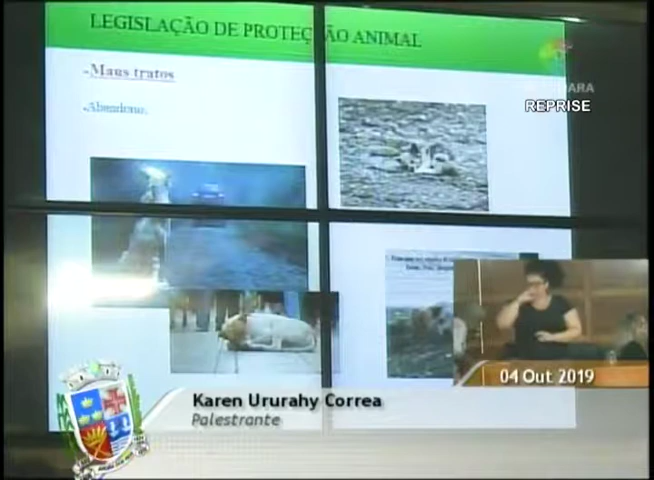 LEGISLAÇÃO DE PROTEÇÃO ANIMAL
-Maus tratos
-Abandono.
REPRISE
04 Out 2019
Karen Ururahy Correa
Palestrante